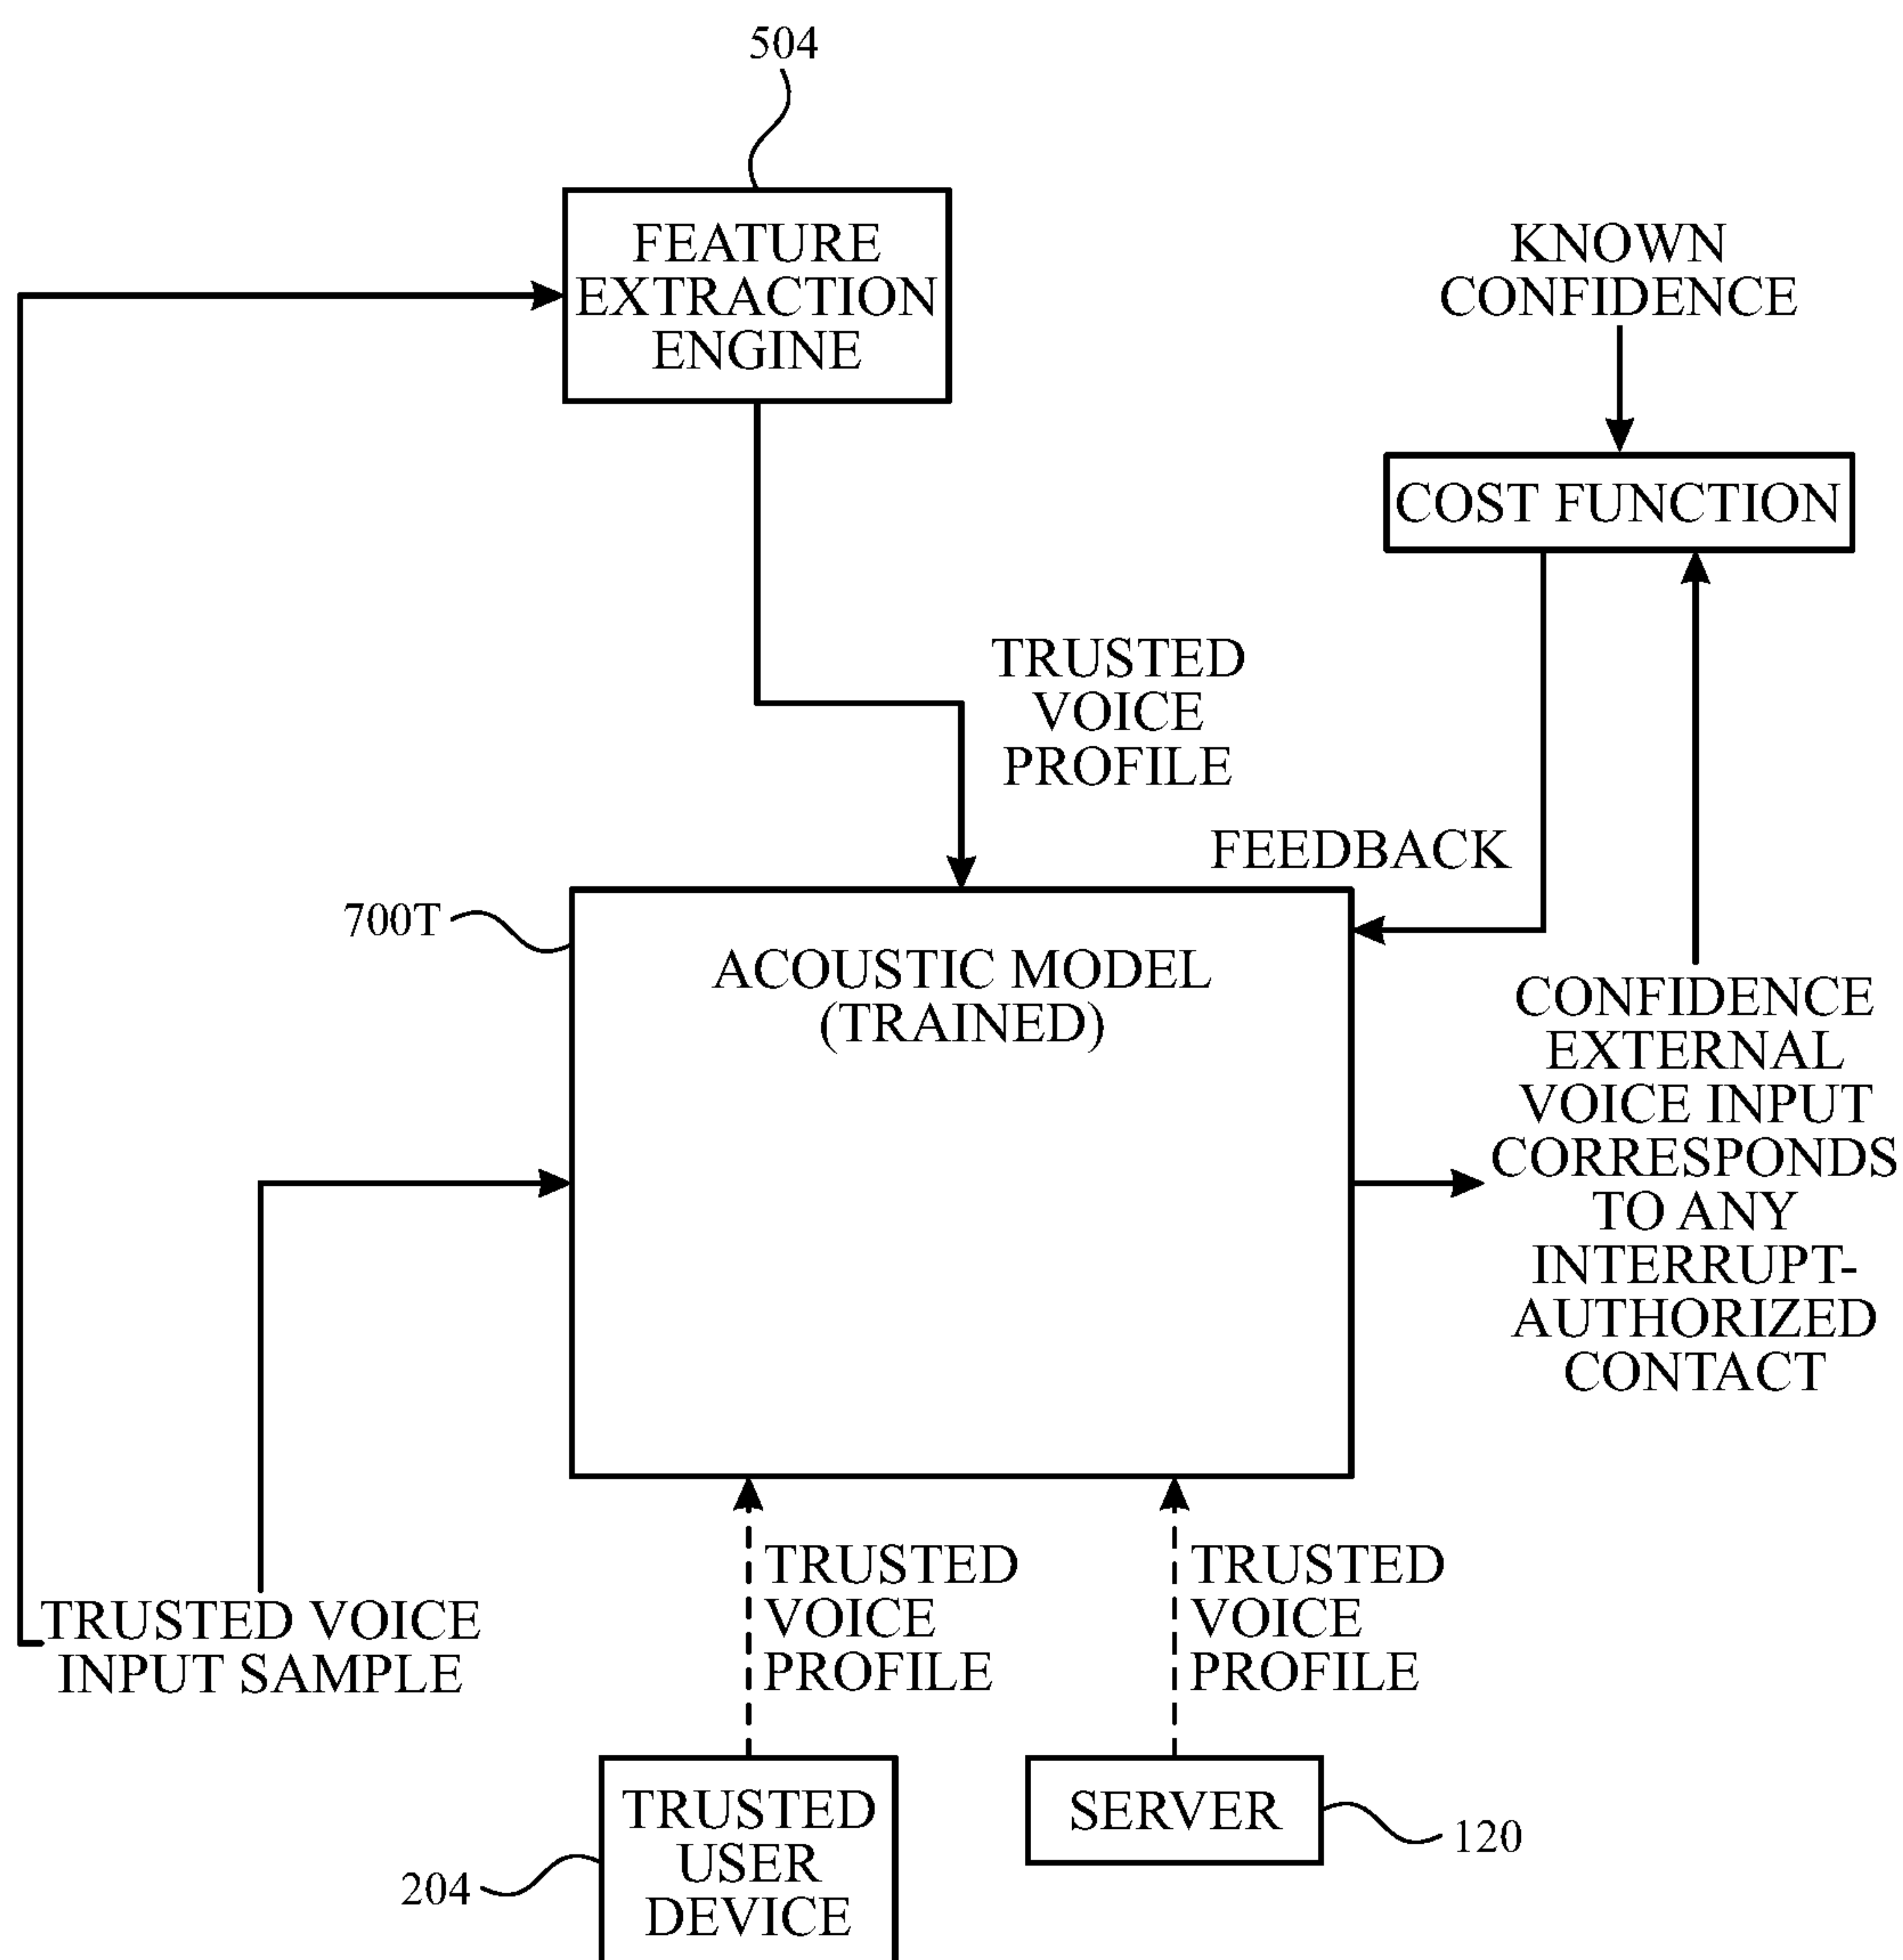 504
FEATURE
EXTRACTION
ENGINE
KNOWN
CONFIDENCE
COST FUNCTION
TRUSTED
VOICE
PROFILE
FEEDBACK
700T
ACOUSTIC MODEL
(TRAINED)
CONFIDENCE
EXTERNAL
VOICE INPUT
CORRESPONDS
TO ANY
INTERRUPT-
AUTHORIZED
CONTACT
TRUSTED VOICE
INPUT SAMPLE
TRUSTED
VOICE
PROFILE
TRUSTED
VOICE
PROFILE
TRUSTED
USER
DEVICE
204
SERVER
120